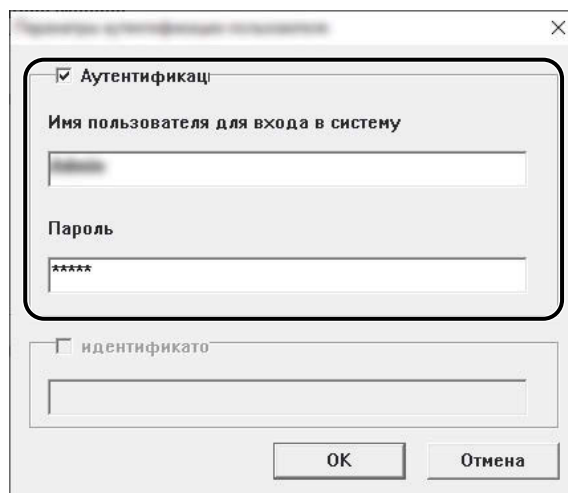 Аутентификаци
Имя пользователя для входа в систему
Пароль
*****
идентификато
OK
Отмена